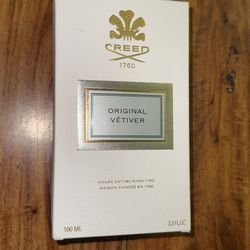 CREED
1760
ORIGINAL
VÉTIVER
HOUSE ESTABLISHED 1760
MAISON FONDÉE EN 1760
100 ML
3.3 FL.OZ.